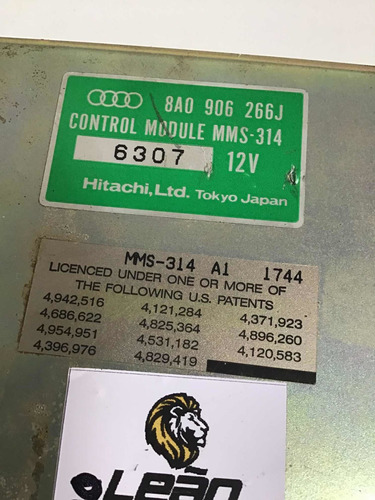 8A0 906 266J
CONTROL MODULE MMS-314
6307 12V
Hitachi, Ltd. Tokyo Japan
MMS-314 A1 1744
LICENCED UNDER ONE OR MORE OF
THE FOLLOWING U.S. PATENTS
4,942,516 4,121,284 4,371,923
4,686,622 4,825,364 4,896,260
4,954,951 4,531,182 4,120,583
4,396,976 4,829,419
Leão